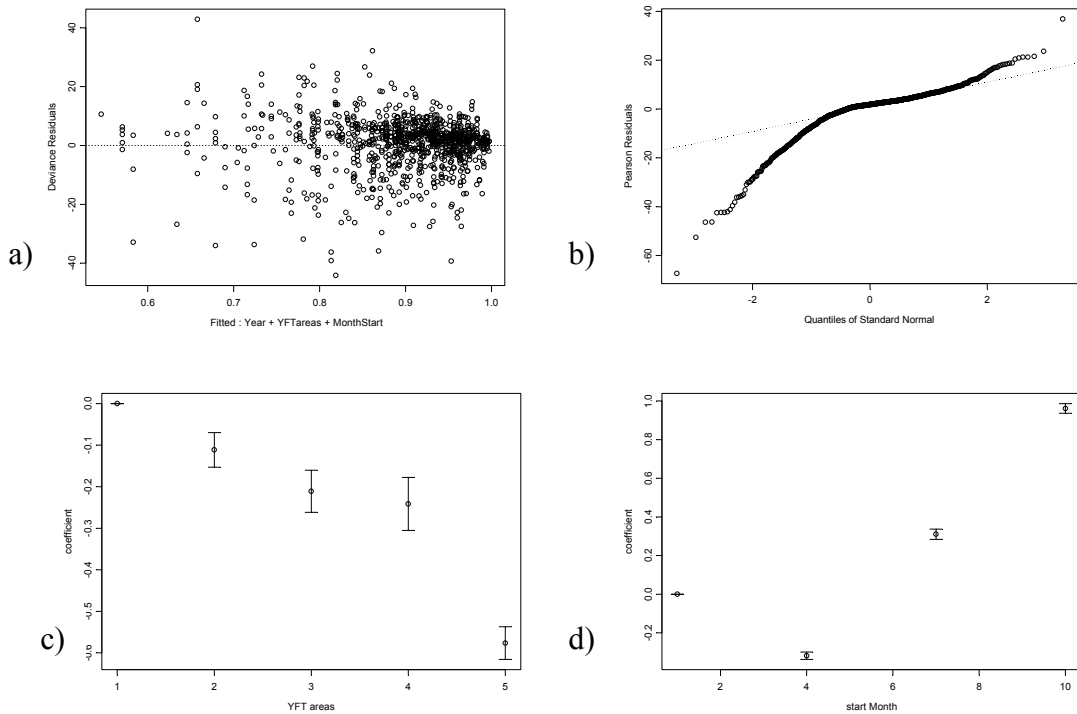 a)
Deviance Residuals
40
20
0
-20
-40
0.6 0.7 0.8 0.9 1.0
Fitted : Year + YFTareas + MonthStart
b)
Pearson Residuals
40
20
0
-20
-40
-60
-2 0 2
Quantiles of Standard Normal
c)
coefficient
0.0
-0.1
-0.2
-0.3
-0.4
-0.5
-0.6
1 2 3 4 5
YFT areas
d)
coefficient
1.0
0.8
0.6
0.4
0.2
0.0
-0.2
2 4 6 8 10
start Month